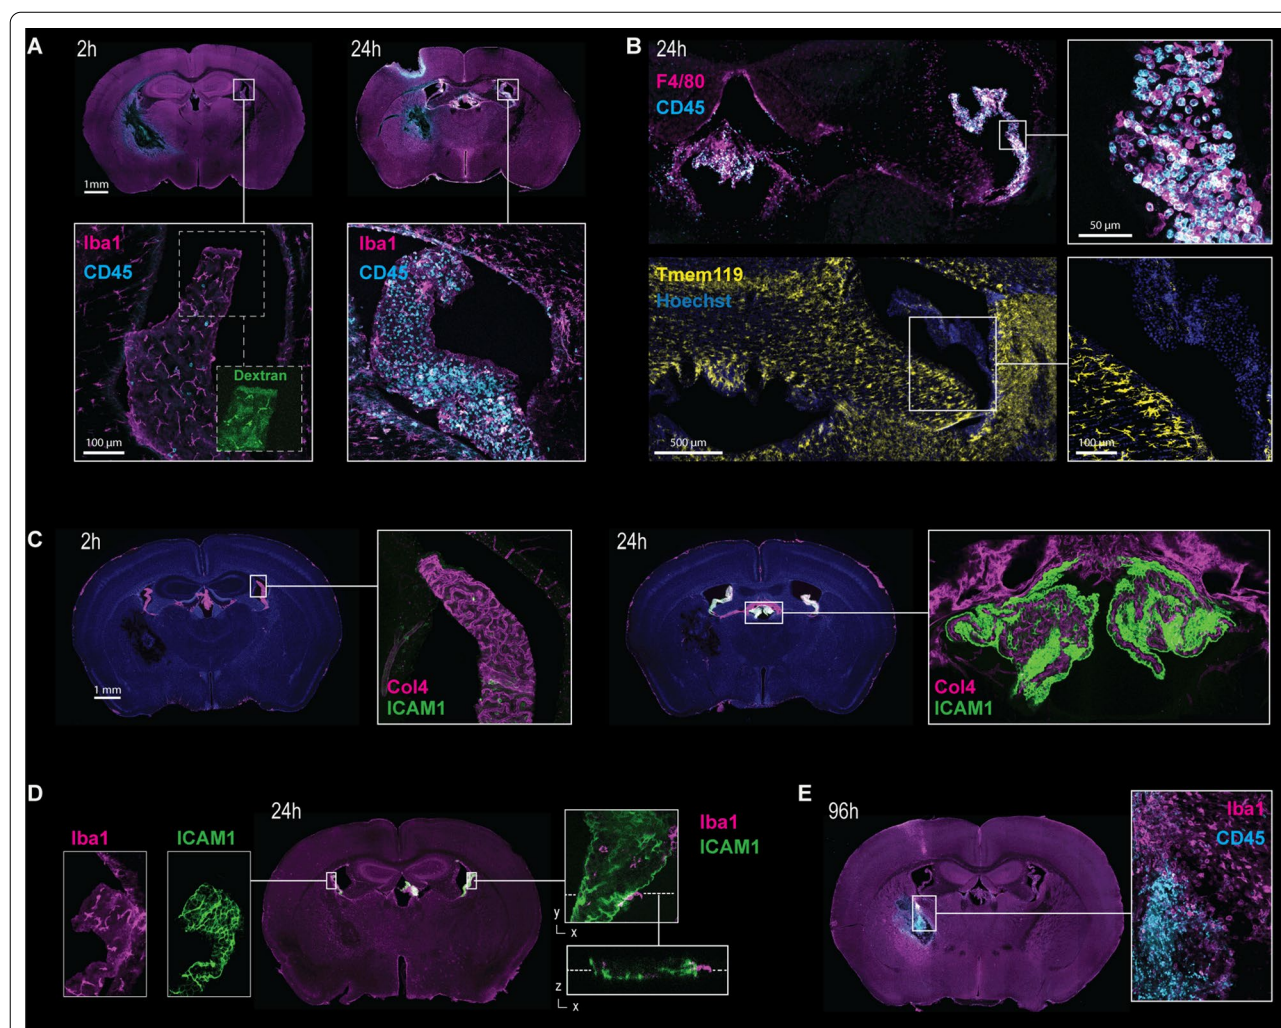 A
2h
24h
1mm
Iba1
CD45
Dextran
100 µm
Iba1
CD45
B
24h
F4/80
CD45
50 µm
Tmem119
Hoechst
500 µm
100 µm
C
2h
1 mm
Col4
ICAM1
24h
Col4
ICAM1
D
Iba1
ICAM1
24h
Iba1
ICAM1
y
x
z
x
E
96h
Iba1
CD45